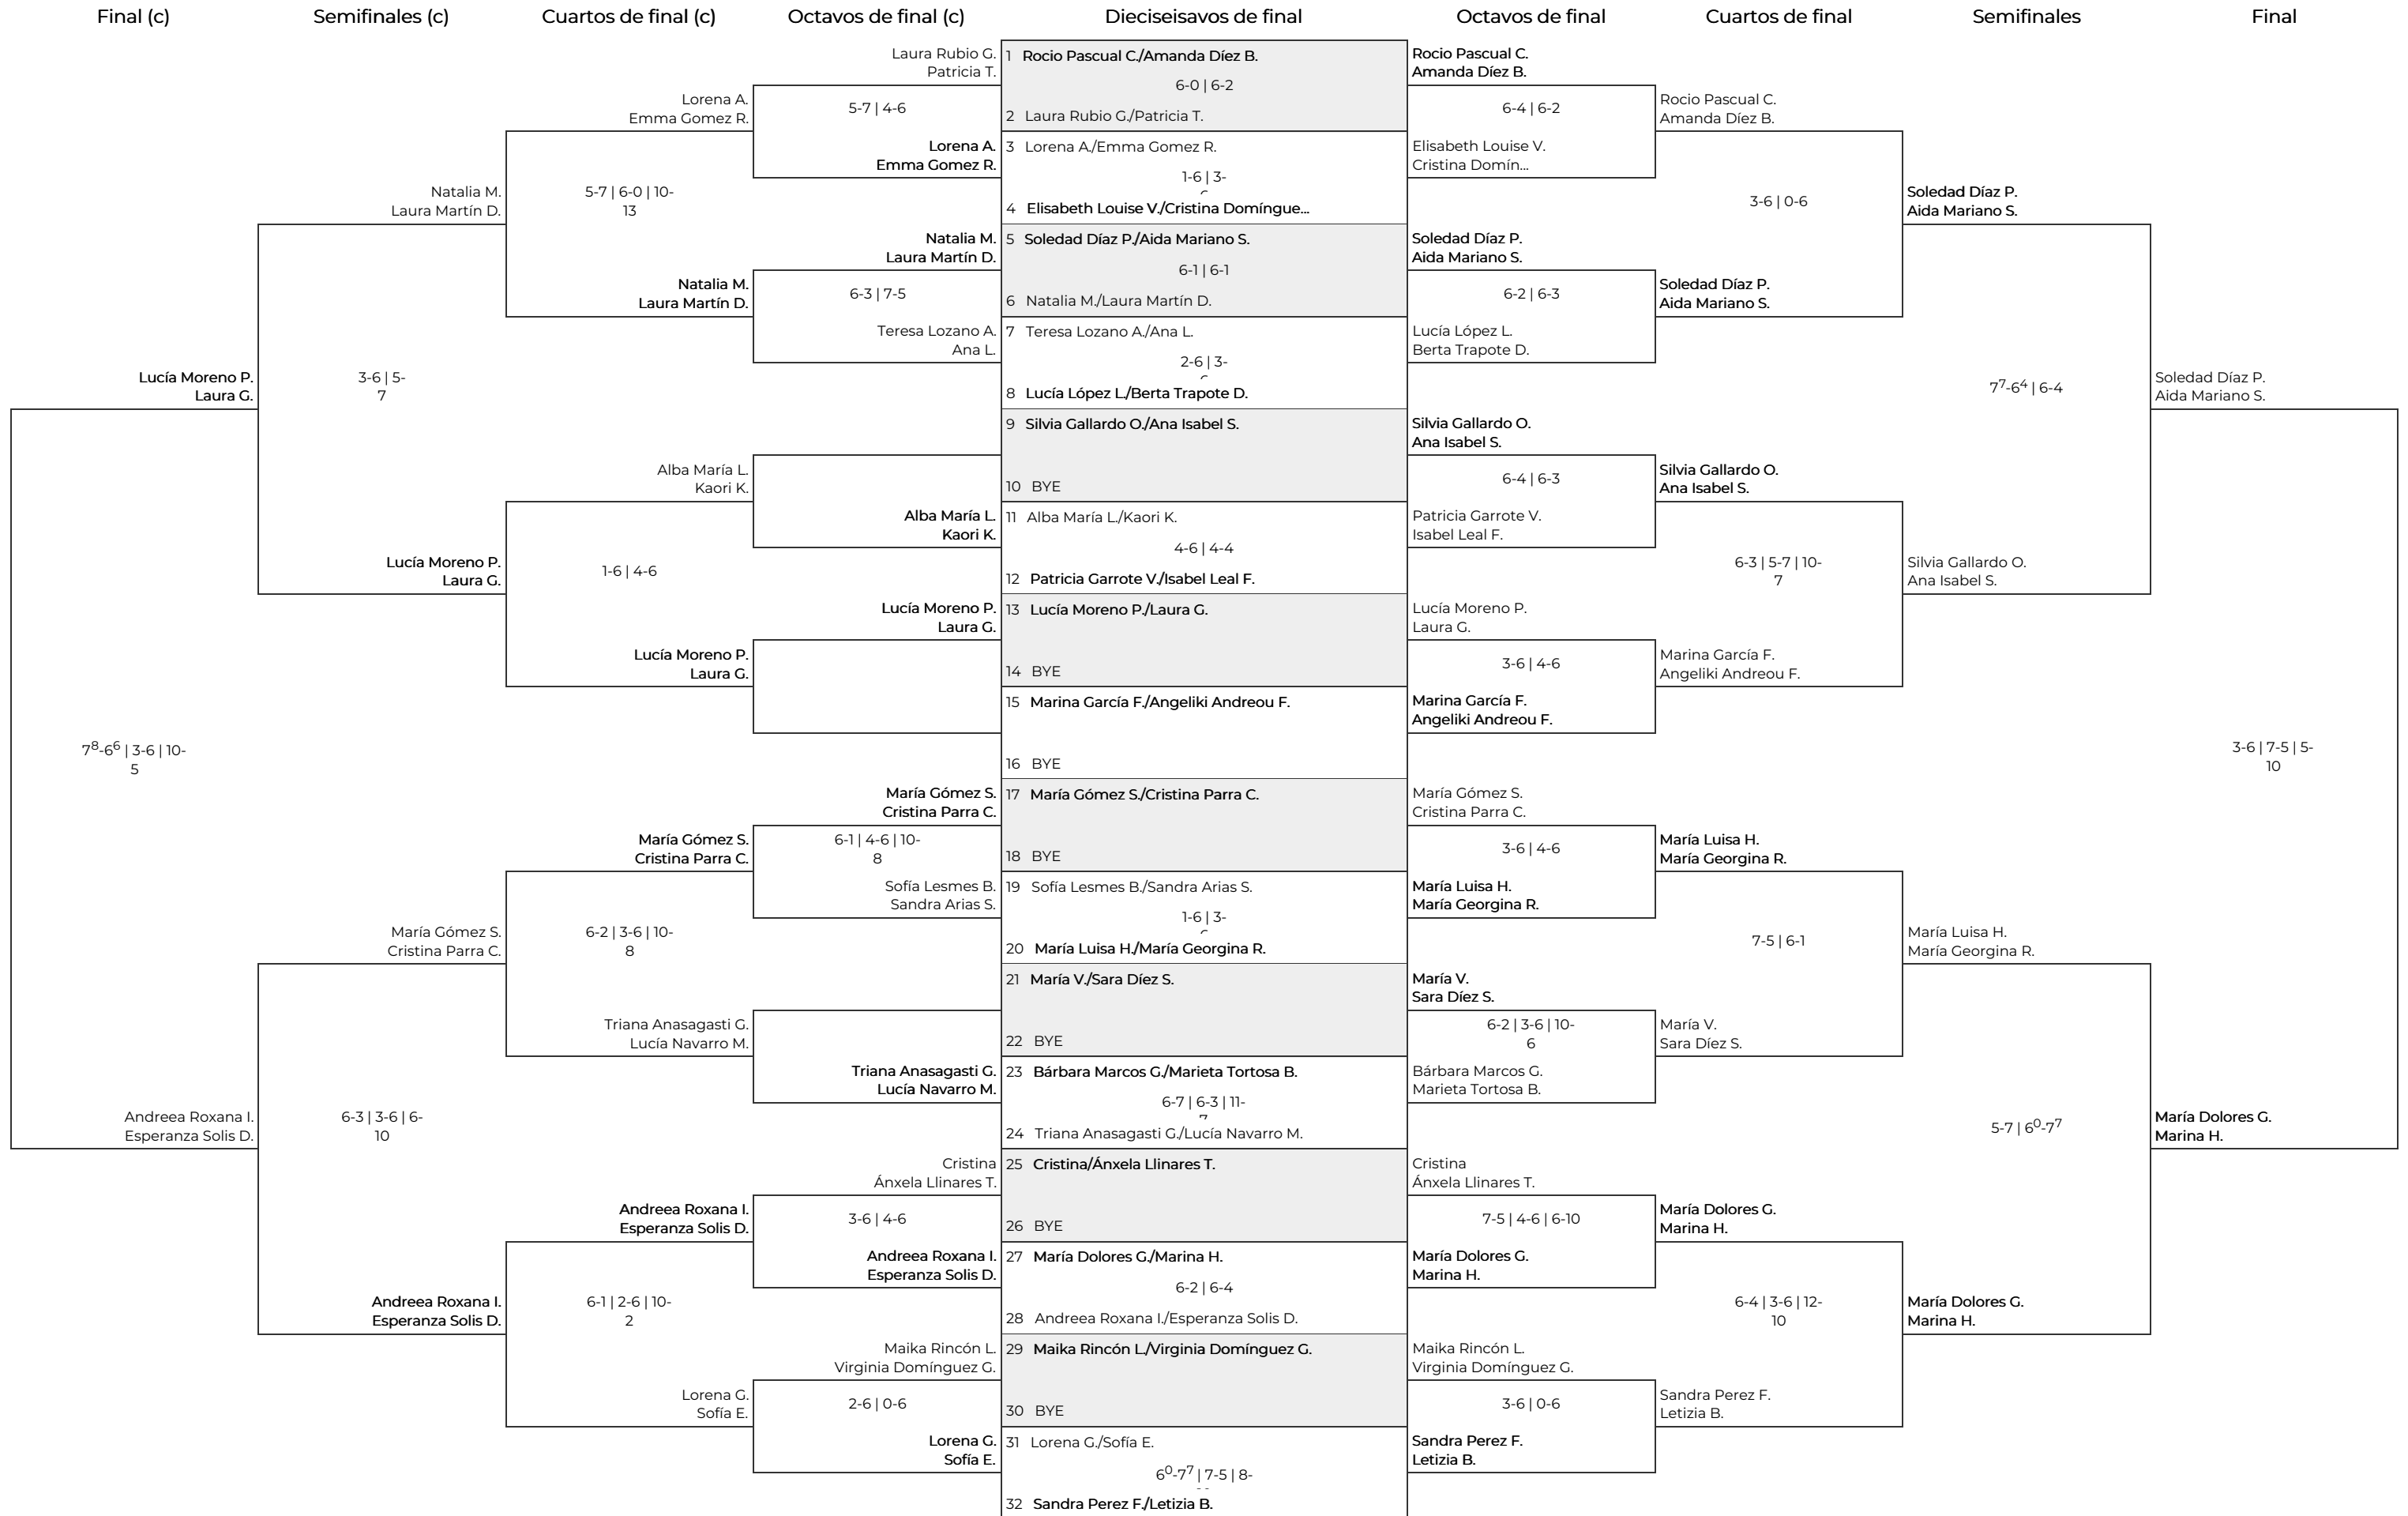 Final (c)
Semifinales (c)
Cuartos de final (c)
Octavos de final (c)
Dieciseisavos de final
Octavos de final
Cuartos de final
Semifinales
Final
Lucía Moreno P.
Laura G.
7⁸-6⁶ | 3-6 | 10-
5
Andreea Roxana I.
Esperanza Solis D.
Natalia M.
Laura Martín D.
3-6 | 5-
7
Lucía Moreno P.
Laura G.
María Gómez S.
Cristina Parra C.
6-3 | 3-6 | 6-
10
Andreea Roxana I.
Esperanza Solis D.
Lorena A.
Emma Gomez R.
5-7 | 6-0 | 10-
13
Natalia M.
Laura Martín D.
Alba María L.
Kaori K.
1-6 | 4-6
Lucía Moreno P.
Laura G.
María Gómez S.
Cristina Parra C.
6-2 | 3-6 | 10-
8
Triana Anasagasti G.
Lucía Navarro M.
Andreea Roxana I.
Esperanza Solis D.
6-1 | 2-6 | 10-
2
Lorena G.
Sofía E.
Laura Rubio G.
Patricia T.
5-7 | 4-6
Lorena A.
Emma Gomez R.
Natalia M.
Laura Martín D.
6-3 | 7-5
Teresa Lozano A.
Ana L.
Alba María L.
Kaori K.
Lucía Moreno P.
Laura G.
María Gómez S.
Cristina Parra C.
6-1 | 4-6 | 10-
8
Sofía Lesmes B.
Sandra Arias S.
Triana Anasagasti G.
Lucía Navarro M.
Cristina
Ánxela Llinares T.
3-6 | 4-6
Andreea Roxana I.
Esperanza Solis D.
Maika Rincón L.
Virginia Domínguez G.
2-6 | 0-6
Lorena G.
Sofía E.
1 Rocio Pascual C./Amanda Díez B.
6-0 | 6-2
2 Laura Rubio G./Patricia T.
3 Lorena A./Emma Gomez R.
1-6 | 3-
4 Elisabeth Louise V./Cristina Domíngue...
5 Soledad Díaz P./Aida Mariano S.
6-1 | 6-1
6 Natalia M./Laura Martín D.
7 Teresa Lozano A./Ana L.
2-6 | 3-
8 Lucía López L./Berta Trapote D.
9 Silvia Gallardo O./Ana Isabel S.
10 BYE
11 Alba María L./Kaori K.
4-6 | 4-4
12 Patricia Garrote V./Isabel Leal F.
13 Lucía Moreno P./Laura G.
14 BYE
15 Marina García F./Angeliki Andreou F.
16 BYE
17 María Gómez S./Cristina Parra C.
18 BYE
19 Sofía Lesmes B./Sandra Arias S.
1-6 | 3-
20 María Luisa H./María Georgina R.
21 María V./Sara Díez S.
22 BYE
23 Bárbara Marcos G./Marieta Tortosa B.
6-7 | 6-3 | 11-
24 Triana Anasagasti G./Lucía Navarro M.
25 Cristina/Ánxela Llinares T.
26 BYE
27 María Dolores G./Marina H.
6-2 | 6-4
28 Andreea Roxana I./Esperanza Solis D.
29 Maika Rincón L./Virginia Domínguez G.
30 BYE
31 Lorena G./Sofía E.
6⁰-7⁷ | 7-5 | 8-
32 Sandra Perez F./Letizia B.
Rocio Pascual C.
Amanda Díez B.
6-4 | 6-2
Elisabeth Louise V.
Cristina Domín...
Soledad Díaz P.
Aida Mariano S.
6-2 | 6-3
Lucía López L.
Berta Trapote D.
Silvia Gallardo O.
Ana Isabel S.
6-4 | 6-3
Patricia Garrote V.
Isabel Leal F.
Lucía Moreno P.
Laura G.
3-6 | 4-6
Marina García F.
Angeliki Andreou F.
María Gómez S.
Cristina Parra C.
3-6 | 4-6
María Luisa H.
María Georgina R.
María V.
Sara Díez S.
6-2 | 3-6 | 10-
6
Bárbara Marcos G.
Marieta Tortosa B.
Cristina
Ánxela Llinares T.
7-5 | 4-6 | 6-10
María Dolores G.
Marina H.
Maika Rincón L.
Virginia Domínguez G.
3-6 | 0-6
Sandra Perez F.
Letizia B.
Rocio Pascual C.
Amanda Díez B.
3-6 | 0-6
Soledad Díaz P.
Aida Mariano S.
Silvia Gallardo O.
Ana Isabel S.
6-3 | 5-7 | 10-
7
Marina García F.
Angeliki Andreou F.
María Luisa H.
María Georgina R.
7-5 | 6-1
María V.
Sara Díez S.
María Dolores G.
Marina H.
6-4 | 3-6 | 12-
10
Sandra Perez F.
Letizia B.
Soledad Díaz P.
Aida Mariano S.
7⁷-6⁴ | 6-4
Silvia Gallardo O.
Ana Isabel S.
María Luisa H.
María Georgina R.
5-7 | 6⁰-7⁷
María Dolores G.
Marina H.
Soledad Díaz P.
Aida Mariano S.
3-6 | 7-5 | 5-
10
María Dolores G.
Marina H.